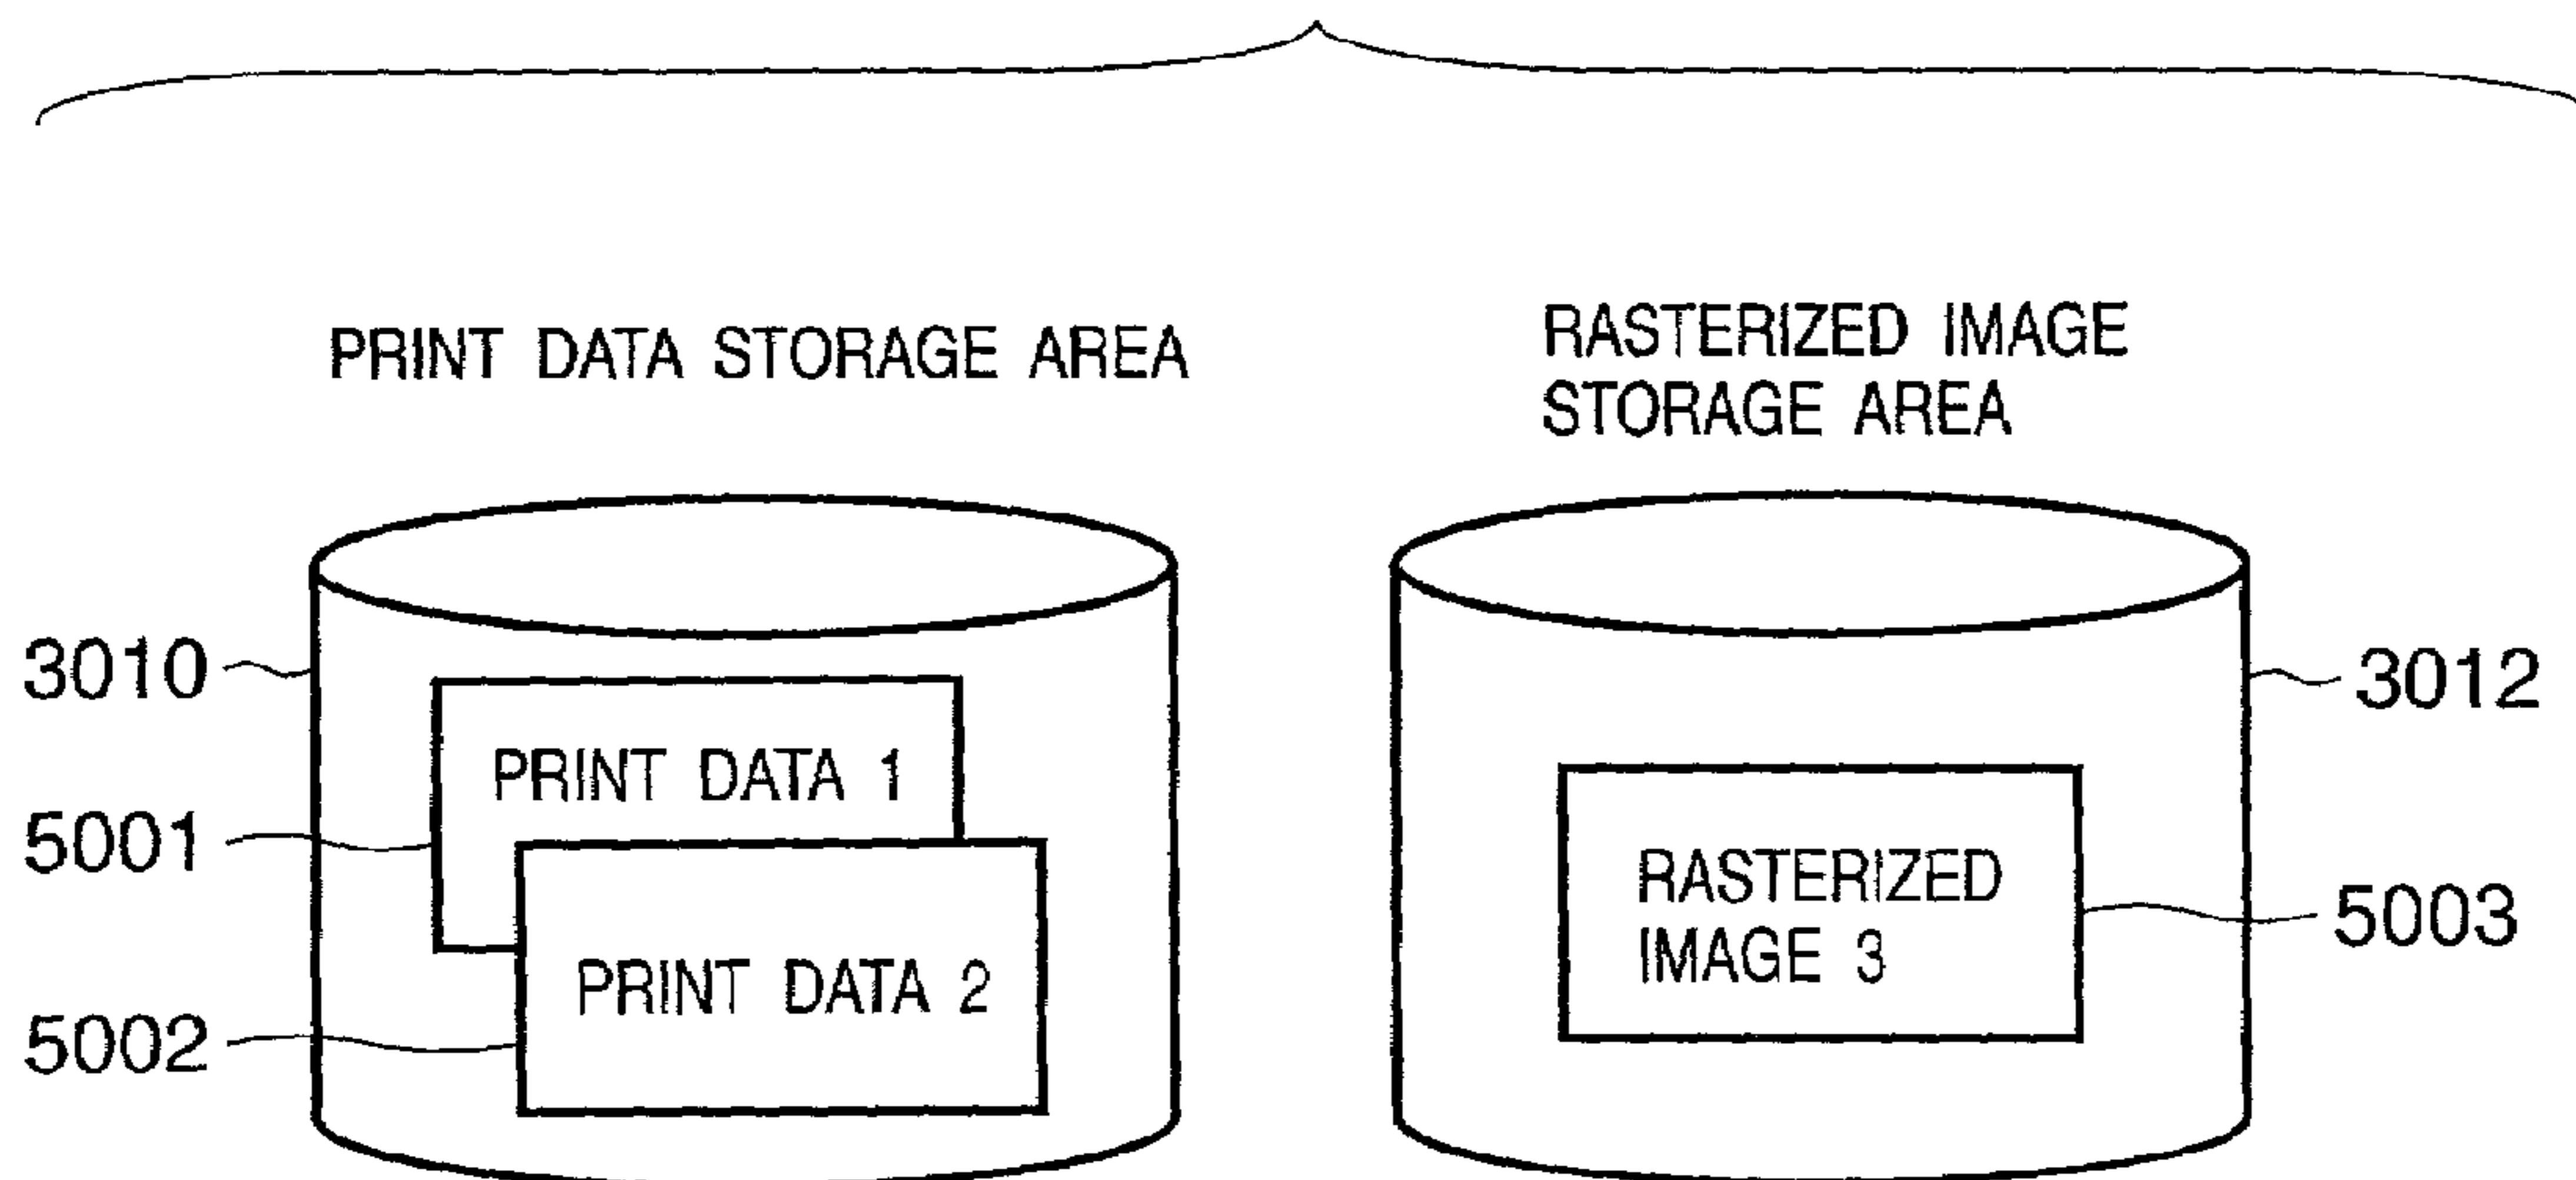 PRINT DATA STORAGE AREA
RASTERIZED IMAGE
STORAGE AREA
3010
PRINT DATA 1
5001
PRINT DATA 2
5002
3012
RASTERIZED
IMAGE 3
5003